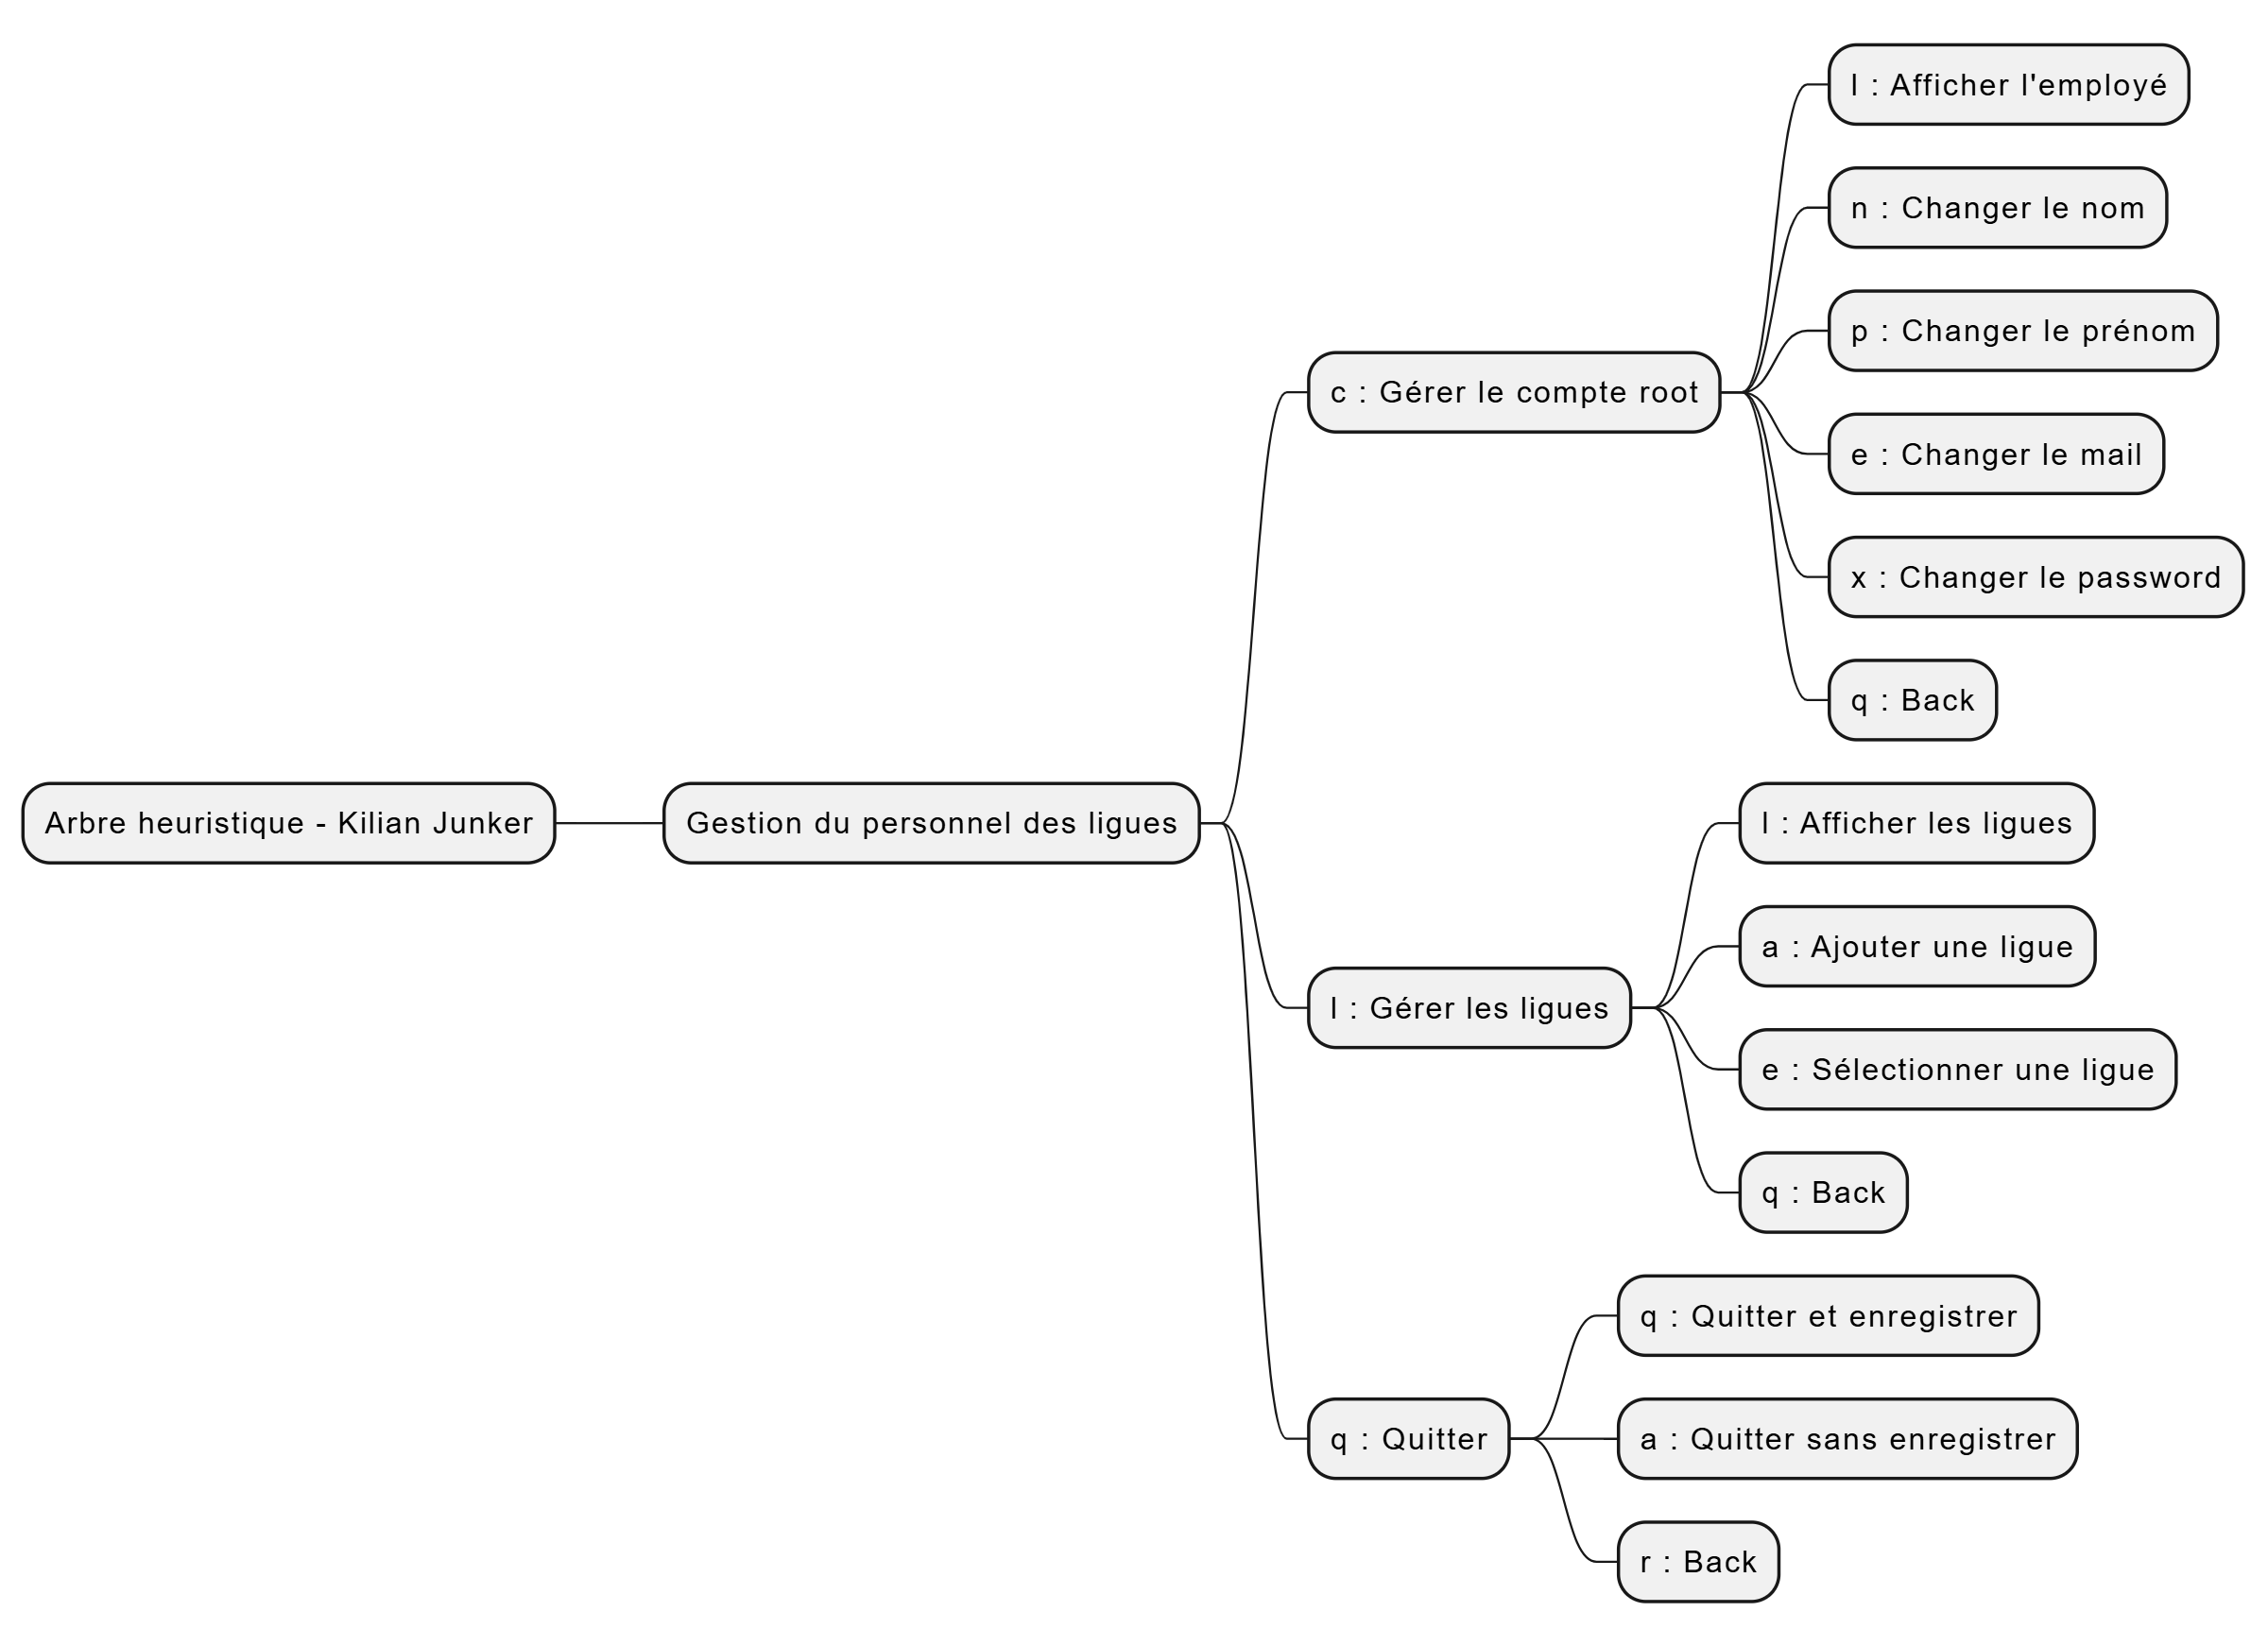 Arbre heuristique - Kilian Junker
Gestion du personnel des ligues
c : Gérer le compte root
l : Afficher l'employé
n : Changer le nom
p : Changer le prénom
e : Changer le mail
x : Changer le password
q : Back
l : Gérer les ligues
l : Afficher les ligues
a : Ajouter une ligue
e : Sélectionner une ligue
q : Back
q : Quitter
q : Quitter et enregistrer
a : Quitter sans enregistrer
r : Back